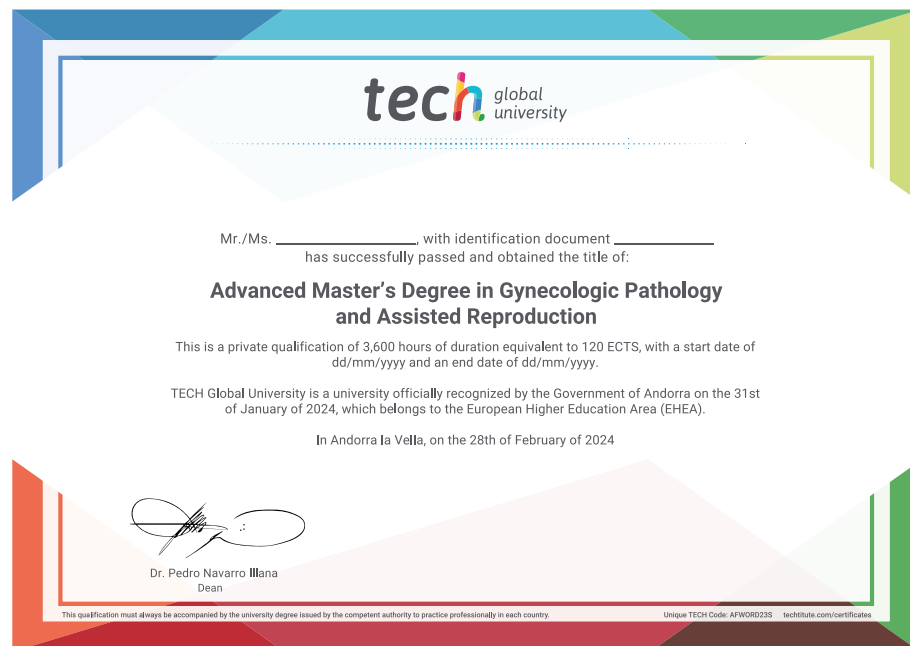 tech global university
Mr./Ms. ____________, with identification document ____________
has successfully passed and obtained the title of:
Advanced Master's Degree in Gynecologic Pathology
and Assisted Reproduction
This is a private qualification of 3,600 hours of duration equivalent to 120 ECTS, with a start date of
dd/mm/yyyy and an end date of dd/mm/yyyy.
TECH Global University is a university officially recognized by the Government of Andorra on the 31st
of January of 2024, which belongs to the European Higher Education Area (EHEA).
In Andorra la Vella, on the 28th of February of 2024
Dr. Pedro Navarro Illana
Dean
This qualification must always be accompanied by the university degree issued by the competent authority to practice professionally in each country. Unique TECH Code: AFWORD23S techtitute.com/certificates